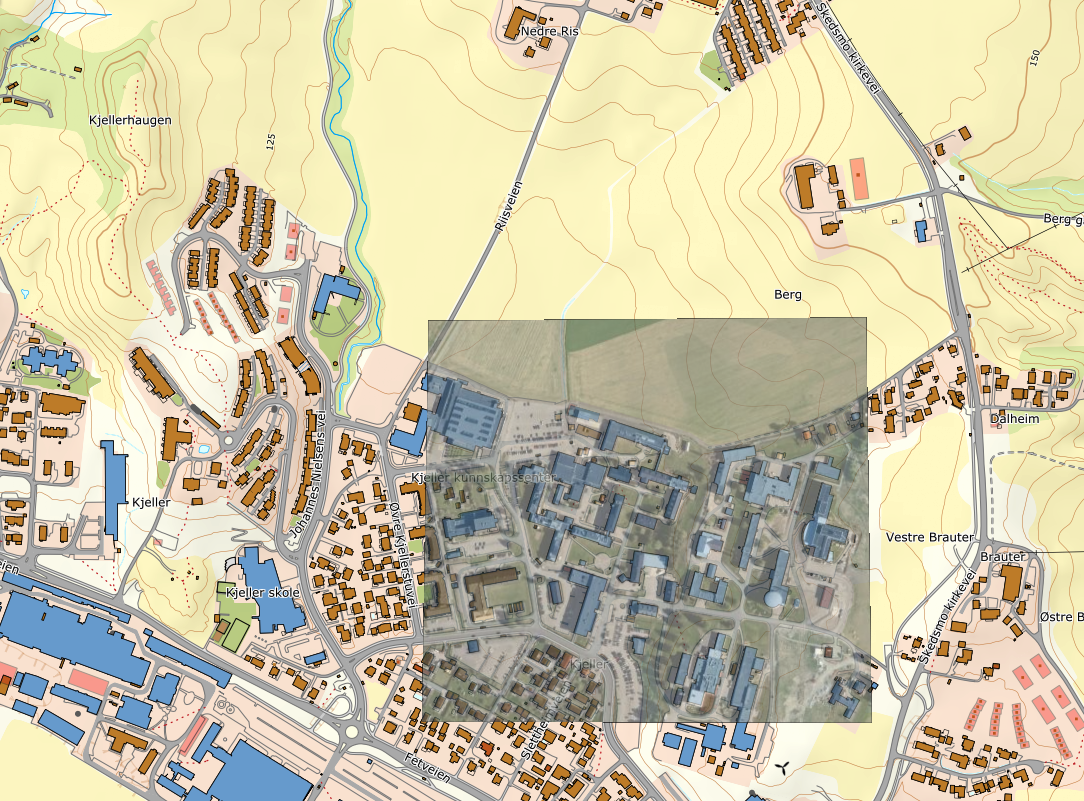 Skedsmo kirkevei
Nedre Ris
150
Kjellerhaugen
125
Riisveien
Berg-g
Berg
Dalheim
Johannes Nielsens vei
Kjeller kunnskapssenter
Kjeller
Øvre Kjellerstuvei
Vestre Brauter
Brauter
eien
Kjeller skole
Skedsmo kirkevei
Østre B
Kjeller
Fetveien